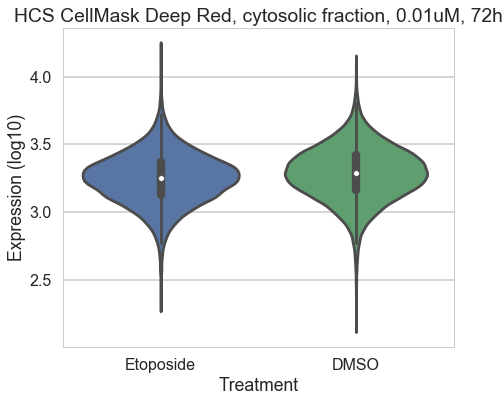 HCS CellMask Deep Red, cytosolic fraction, 0.01uM, 72h
4.0
3.5
3.0
2.5
Expression (log10)
Etoposide DMSO
Treatment